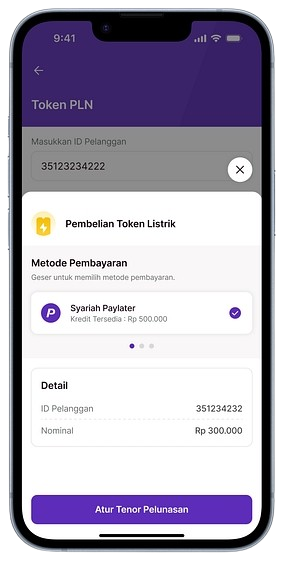 9:41
Token PLN
Masukkan ID Pelanggan
35123234222
Pembelian Token Listrik
Metode Pembayaran
Geser untuk memilih metode pembayaran.
P
Syariah Paylater
Kredit Tersedia : Rp 500.000
Detail
ID Pelanggan 351234232
Nominal Rp 300.000
Atur Tenor Pelunasan